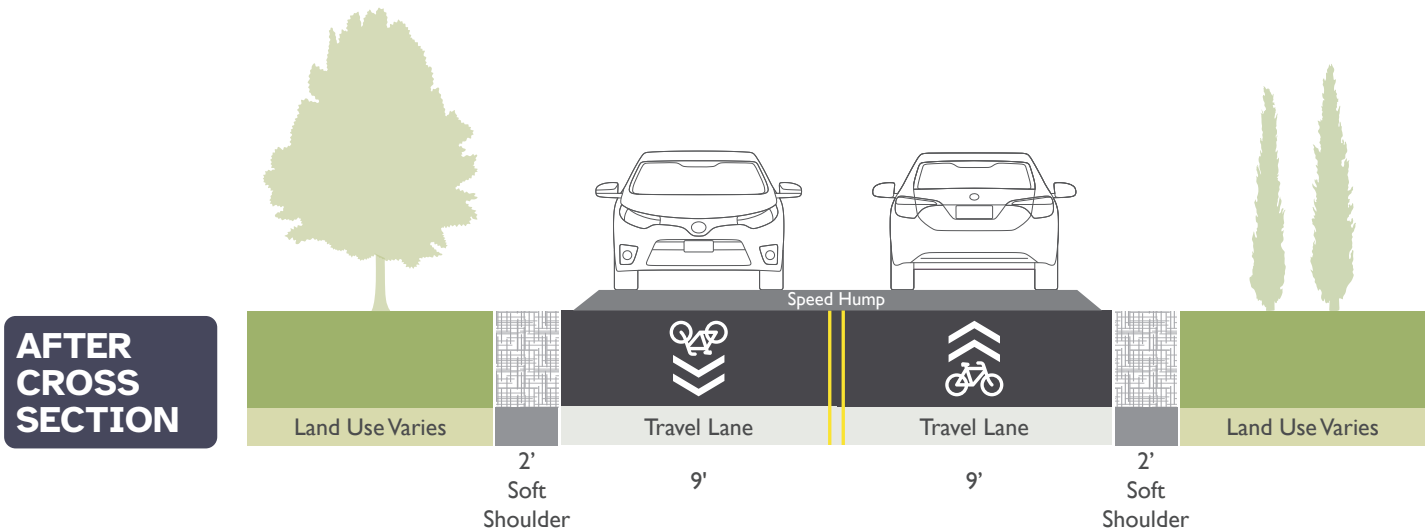 Speed Hump
AFTER
CROSS
SECTION
Land Use Varies
Travel Lane
Travel Lane
Land Use Varies
2’
Soft
Shoulder
9'
9’
2’
Soft
Shoulder